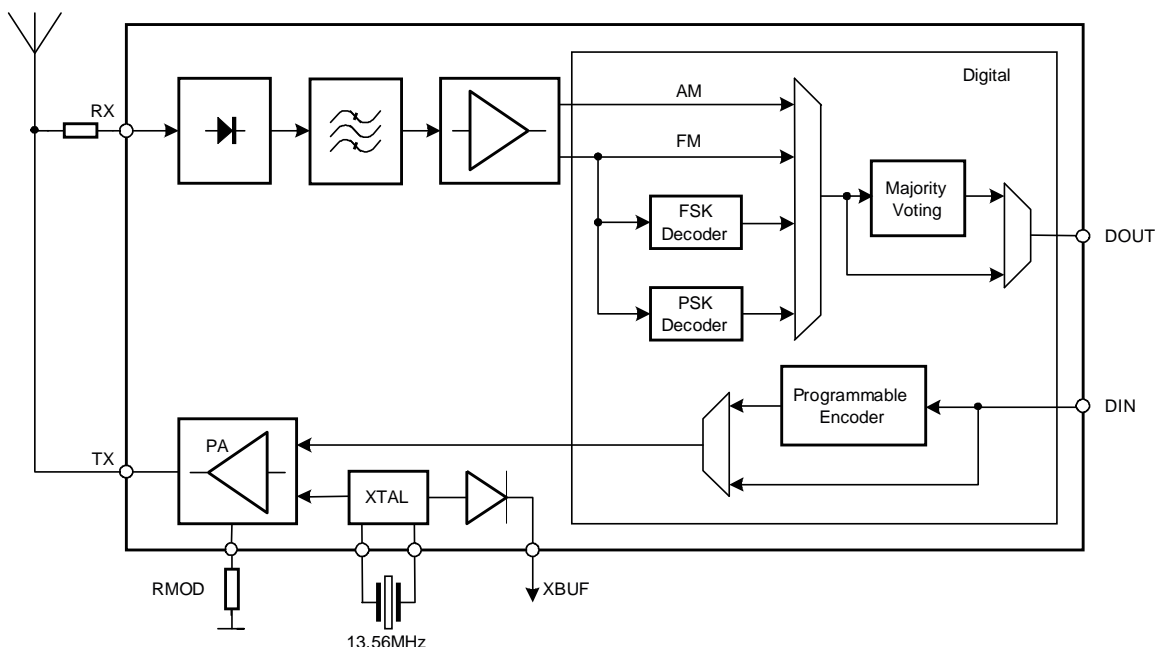 Digital
AM
RX
FM
Majority
Voting
FSK
Decoder
DOUT
PSK
Decoder
Programmable
Encoder
DIN
PA
TX
XTAL
RMOD
XBUF
13.56MHz